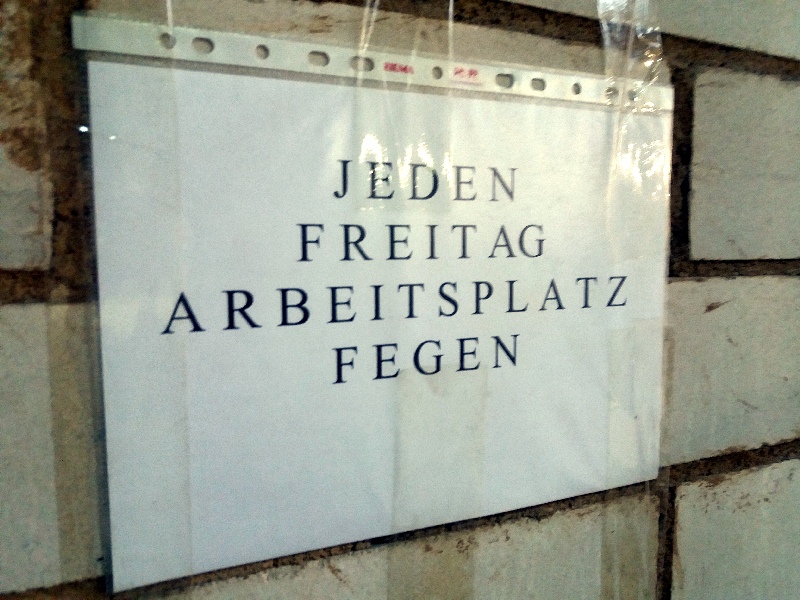 JEDEN
FREITAG
ARBEITSPLATZ
FEGEN